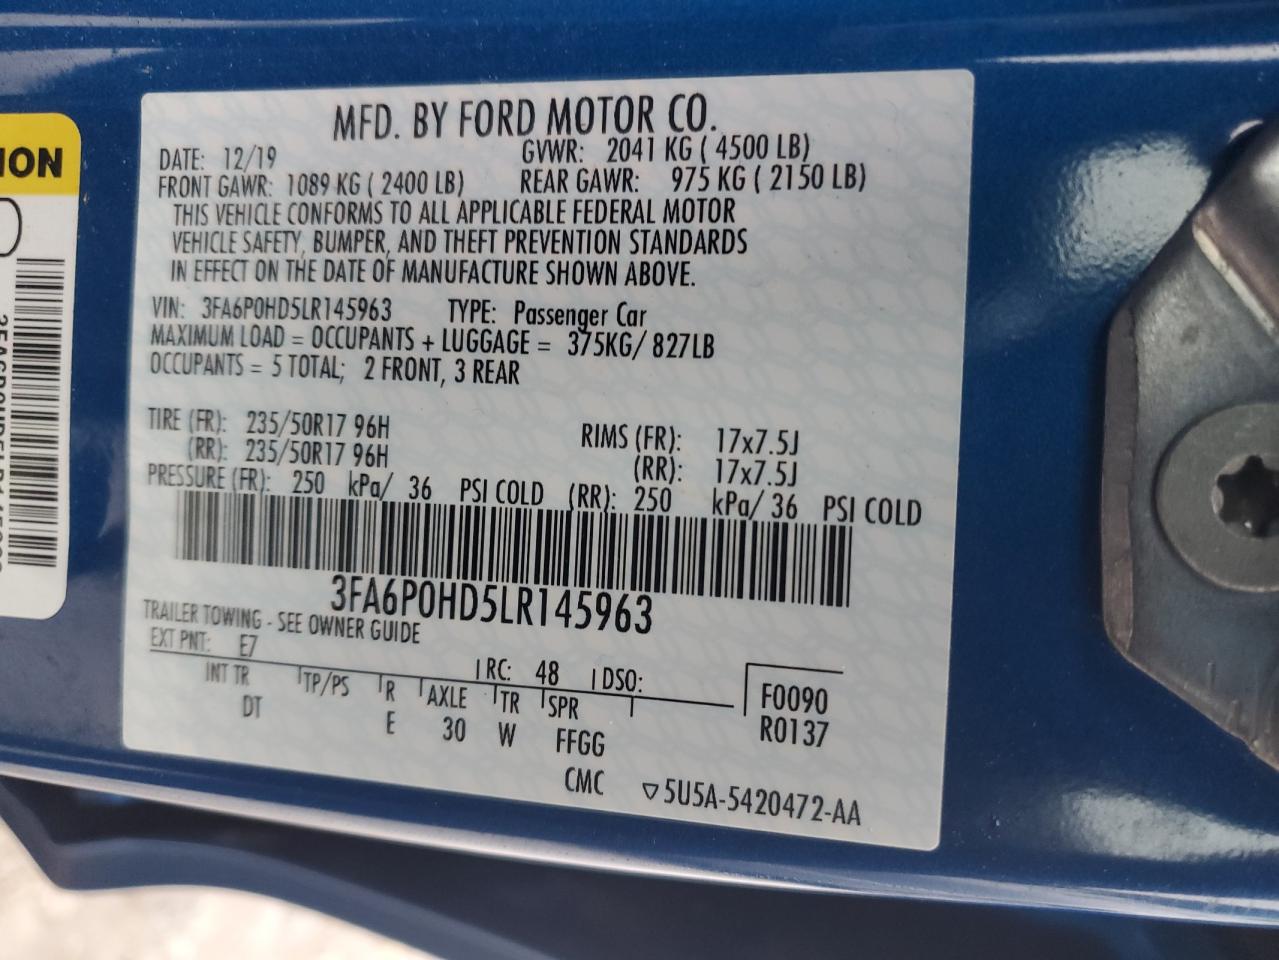 MFD. BY FORD MOTOR CO.
DATE: 12/19 GVWR: 2041 KG ( 4500 LB)
FRONT GAWR: 1089 KG ( 2400 LB) REAR GAWR: 975 KG ( 2150 LB)
THIS VEHICLE CONFORMS TO ALL APPLICABLE FEDERAL MOTOR
VEHICLE SAFETY, BUMPER, AND THEFT PREVENTION STANDARDS
IN EFFECT ON THE DATE OF MANUFACTURE SHOWN ABOVE.
VIN: 3FA6P0HD5LR145963 TYPE: Passenger Car
MAXIMUM LOAD = OCCUPANTS + LUGGAGE = 375KG/ 827LB
OCCUPANTS = 5 TOTAL; 2 FRONT, 3 REAR
TIRE (FR): 235/50R17 96H RIMS (FR): 17x7.5J
(RR): 235/50R17 96H (RR): 17x7.5J
PRESSURE (FR): 250 kPa/ 36 PSI COLD (RR): 250 kPa/ 36 PSI COLD
3FA6P0HD5LR145963
TRAILER TOWING - SEE OWNER GUIDE
EXT PNT: E7 RC: 48 DSO:
INT TR TP/PS R AXLE TR SPR F0090
DT E 30 W FFGG R0137
CMC ▽5U5A-5420472-AA
ION